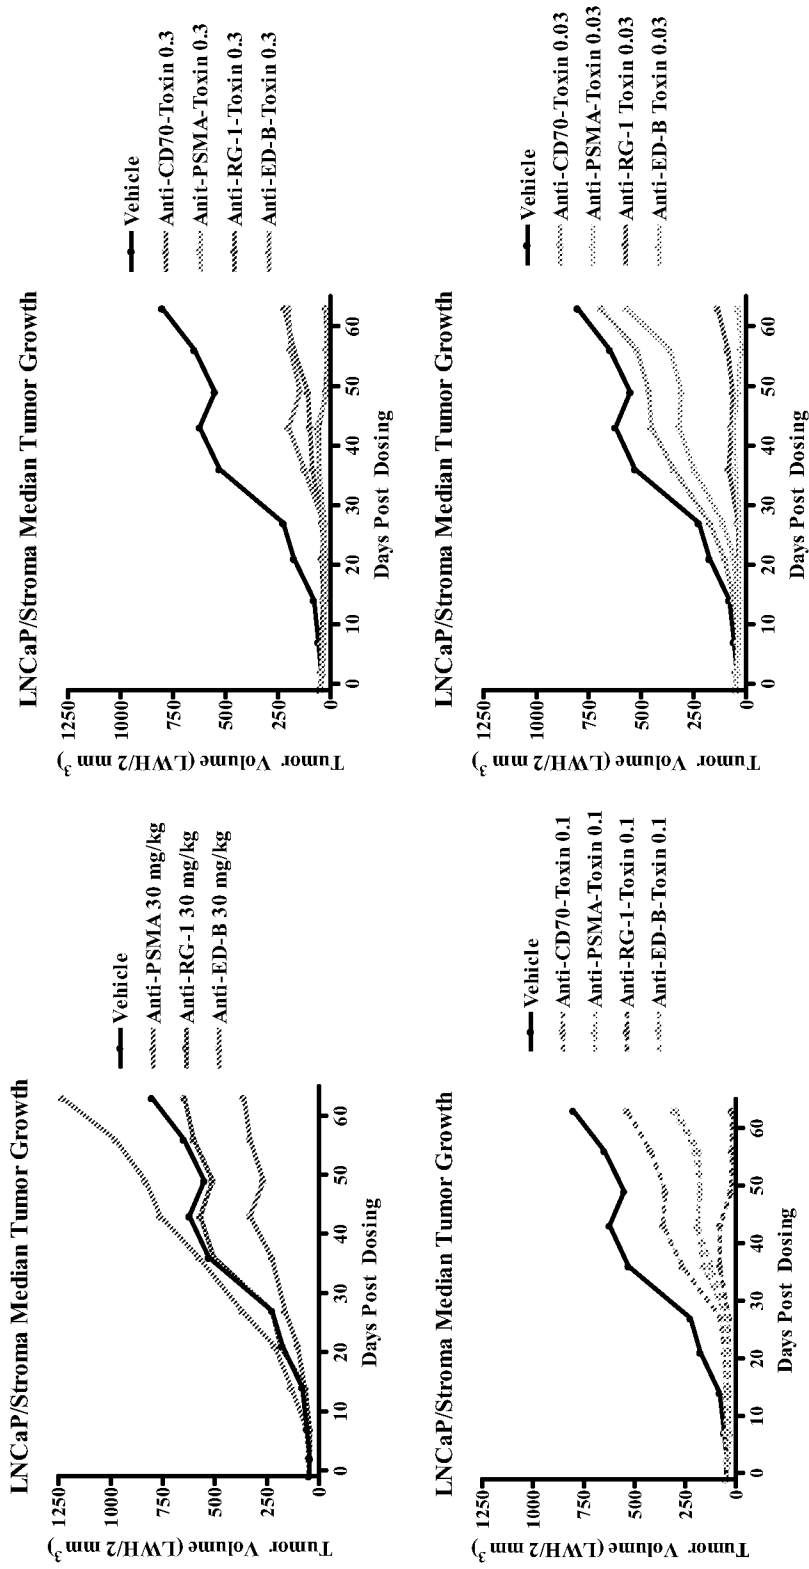 LNCaP/Stroma Median Tumor Growth
Tumor Volume (LWH/2 mm³)
1250
1000
750
500
250
0
0 10 20 30 40 50 60
Days Post Dosing
Vehicle
Anti-PSMA 30 mg/kg
Anti-RG-1 30 mg/kg
Anti-ED-B 30 mg/kg
LNCaP/Stroma Median Tumor Growth
Tumor Volume (LWH/2 mm³)
1250
1000
750
500
250
0
0 10 20 30 40 50 60
Days Post Dosing
Vehicle
Anti-CD70-Toxin 0.3
Anit-PSMA-Toxin 0.3
Anti-RG-1-Toxin 0.3
Anti-ED-B-Toxin 0.3
LNCaP/Stroma Median Tumor Growth
Tumor Volume (LWH/2 mm³)
1250
1000
750
500
250
0
0 10 20 30 40 50 60
Days Post Dosing
Vehicle
Anti-CD70-Toxin 0.1
Anti-PSMA-Toxin 0.1
Anti-RG-1-Toxin 0.1
Anti-ED-B-Toxin 0.1
LNCaP/Stroma Median Tumor Growth
Tumor Volume (LWH/2 mm³)
1250
1000
750
500
250
0
0 10 20 30 40 50 60
Days Post Dosing
Vehicle
Anti-CD70-Toxin 0.03
Anti-PSMA-Toxin 0.03
Anti-RG-1 Toxin 0.03
Anti-ED-B Toxin 0.03